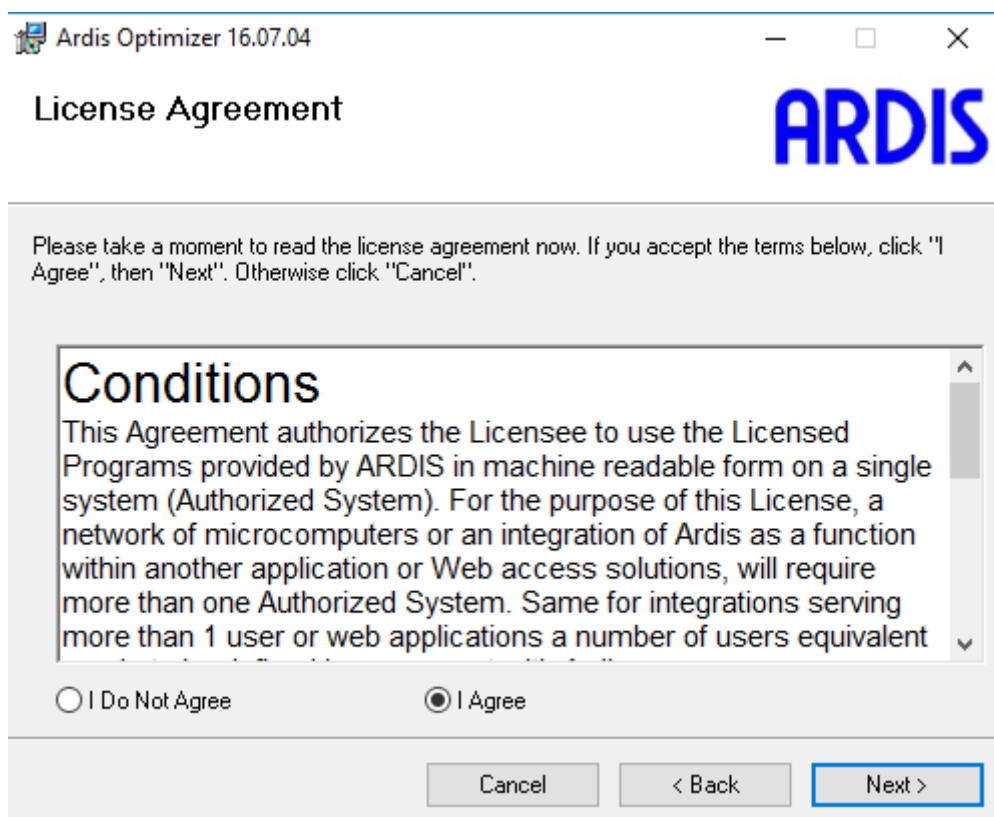 Ardis Optimizer 16.07.04
License Agreement
ARDIS
Please take a moment to read the license agreement now. If you accept the terms below, click "I
Agree", then "Next". Otherwise click "Cancel".
Conditions
This Agreement authorizes the Licensee to use the Licensed
Programs provided by ARDIS in machine readable form on a single
system (Authorized System). For the purpose of this License, a
network of microcomputers or an integration of Ardis as a function
within another application or Web access solutions, will require
more than one Authorized System. Same for integrations serving
more than 1 user or web applications a number of users equivalent
I Do Not Agree
I Agree
Cancel
< Back
Next >